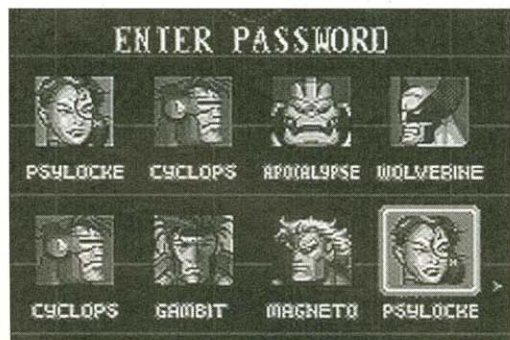 ENTER PASSWORD
PSYLOCKE CYCLOPS APOCALYPSE WOLVERINE
CYCLOPS GAMBIT MAGNETO PSYLOCKE >